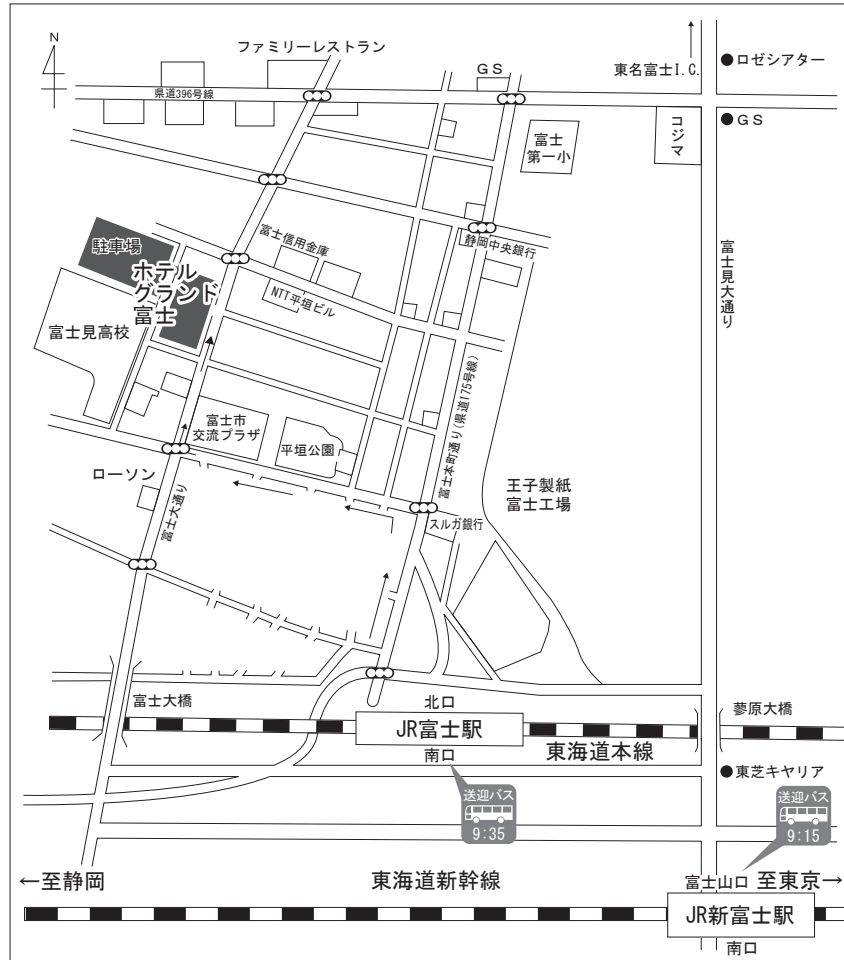 N
ファミリーレストラン
GS
東名富士I.C.
ロゼシアター
県道396号線
GS
コジマ
富士
第一小
富士見大通り
静岡中央銀行
富士信用金庫
駐車場
ホテル
グランド
富士
NTT平垣ビル
富士見高校
富士本町通り(県道175号線)
富士市
交流プラザ
平垣公園
ローソン
富士大通り
王子製紙
富士工場
スルガ銀行
富士大橋
北口
蓼原大橋
JR富士駅
南口
東海道本線
東芝キヤリア
送迎バス
9:35
送迎バス
9:15
←至静岡
東海道新幹線
富士山口
至東京→
JR新富士駅
南口